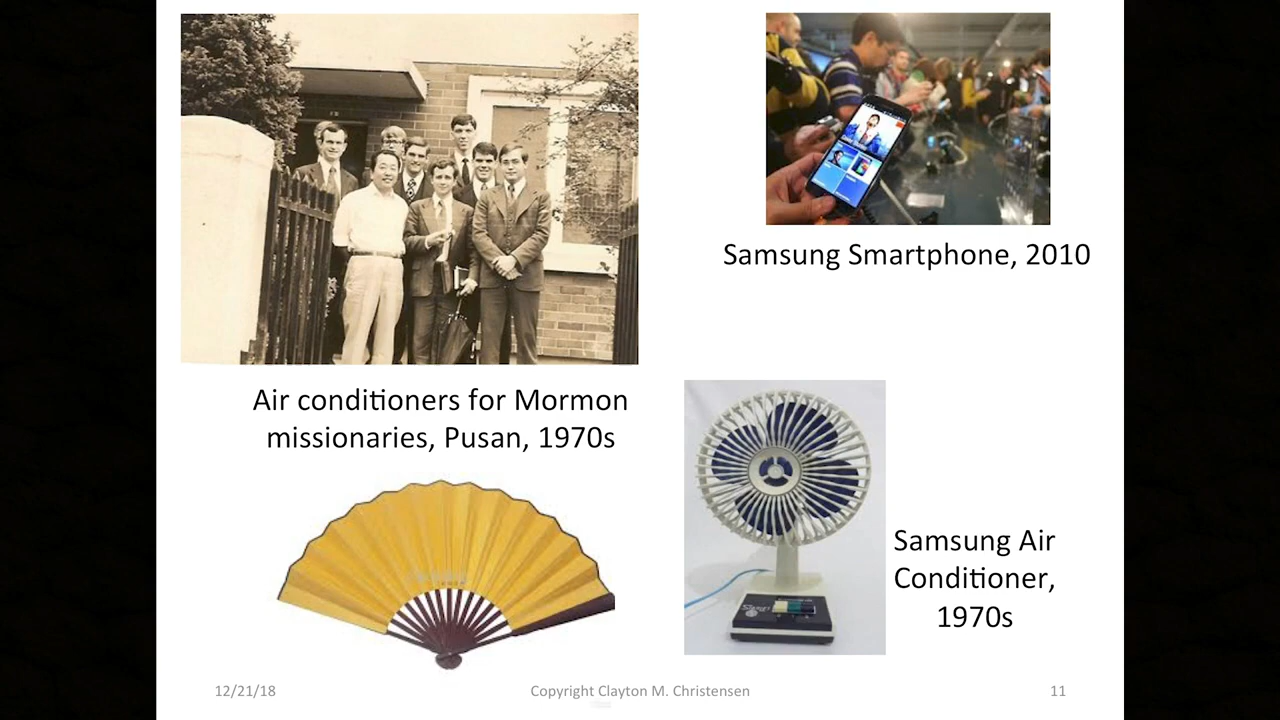 Samsung Smartphone, 2010
Air conditioners for Mormon
missionaries, Pusan, 1970s
Samsung Air
Conditioner,
1970s
12/21/18
Copyright Clayton M. Christensen
11